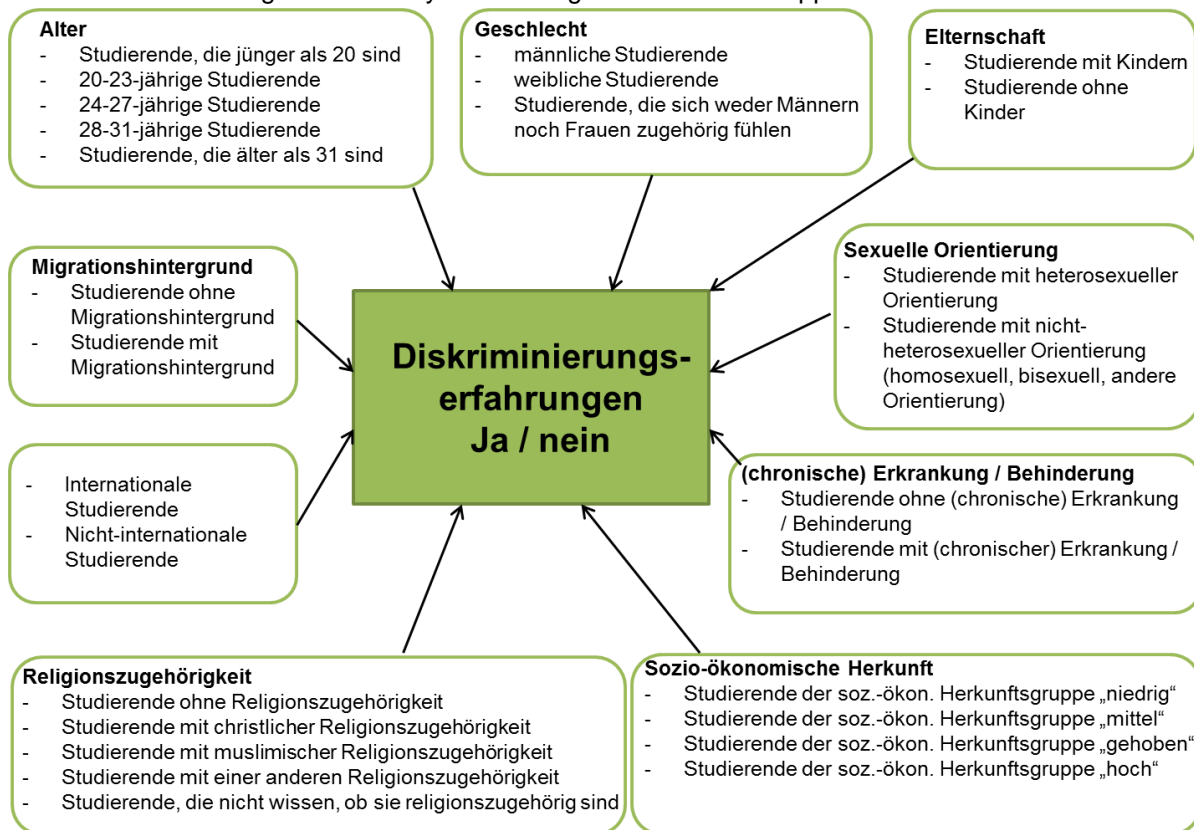 Alter
- Studierende, die jünger als 20 sind
- 20-23-jährige Studierende
- 24-27-jährige Studierende
- 28-31-jährige Studierende
- Studierende, die älter als 31 sind
Geschlecht
- männliche Studierende
- weibliche Studierende
- Studierende, die sich weder Männern
noch Frauen zugehörig fühlen
Elternschaft
- Studierende mit Kindern
- Studierende ohne
Kinder
Migrationshintergrund
- Studierende ohne
Migrationshintergrund
- Studierende mit
Migrationshintergrund
Diskriminierungs-
erfahrungen
Ja / nein
Sexuelle Orientierung
- Studierende mit heterosexueller
Orientierung
- Studierende mit nicht-
heterosexueller Orientierung
(homosexuell, bisexuell, andere
Orientierung)
- Internationale
Studierende
- Nicht-internationale
Studierende
(chronische) Erkrankung / Behinderung
- Studierende ohne (chronische) Erkrankung
/ Behinderung
- Studierende mit (chronischer) Erkrankung /
Behinderung
Religionszugehörigkeit
- Studierende ohne Religionszugehörigkeit
- Studierende mit christlicher Religionszugehörigkeit
- Studierende mit muslimischer Religionszugehörigkeit
- Studierende mit einer anderen Religionszugehörigkeit
- Studierende, die nicht wissen, ob sie religionszugehörig sind
Sozio-ökonomische Herkunft
- Studierende der soz.-ökon. Herkunftsgruppe „niedrig“
- Studierende der soz.-ökon. Herkunftsgruppe „mittel“
- Studierende der soz.-ökon. Herkunftsgruppe „gehoben“
- Studierende der soz.-ökon. Herkunftsgruppe „hoch“